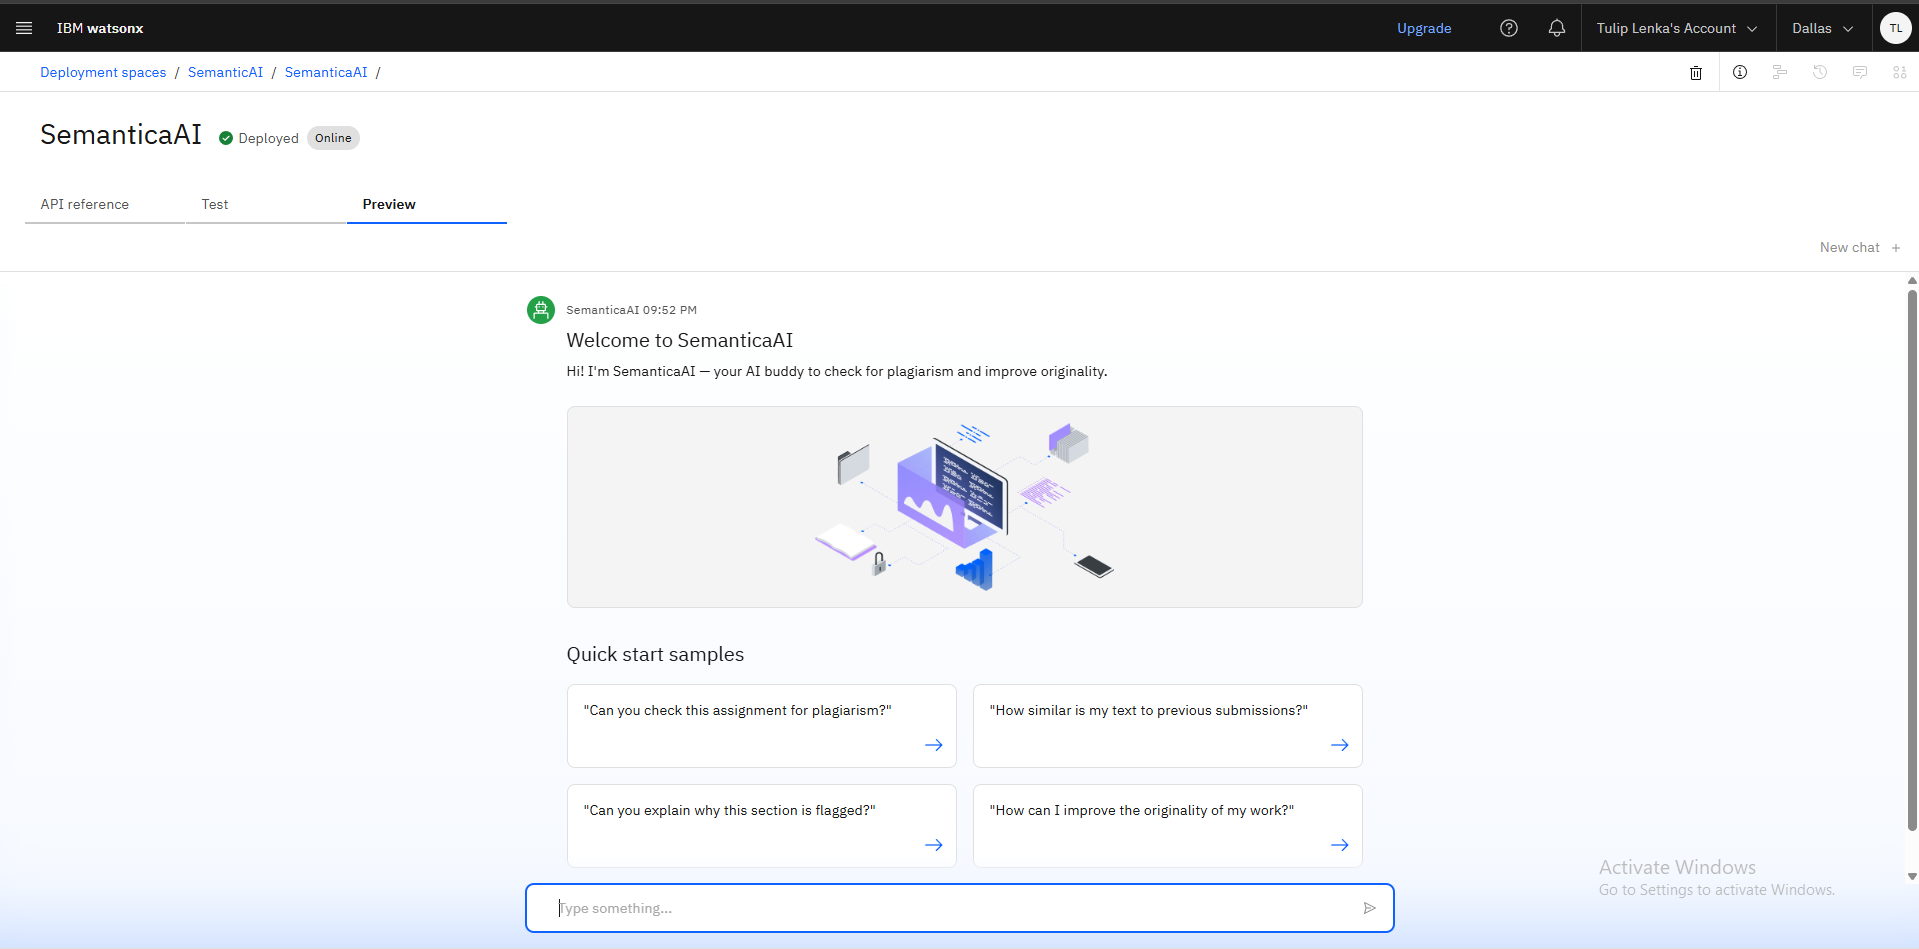 IBM watsonx
Upgrade
Tulip Lenka's Account
Dallas
TL
Deployment spaces / SemanticAI / SemanticaAI /
SemanticaAI
Deployed
Online
API reference
Test
Preview
New chat +
SemanticaAI 09:52 PM
Welcome to SemanticaAI
Hi! I'm SemanticaAI — your AI buddy to check for plagiarism and improve originality.
Quick start samples
"Can you check this assignment for plagiarism?"
"How similar is my text to previous submissions?"
"Can you explain why this section is flagged?"
"How can I improve the originality of my work?"
Activate Windows
Go to Settings to activate Windows.
Type something...